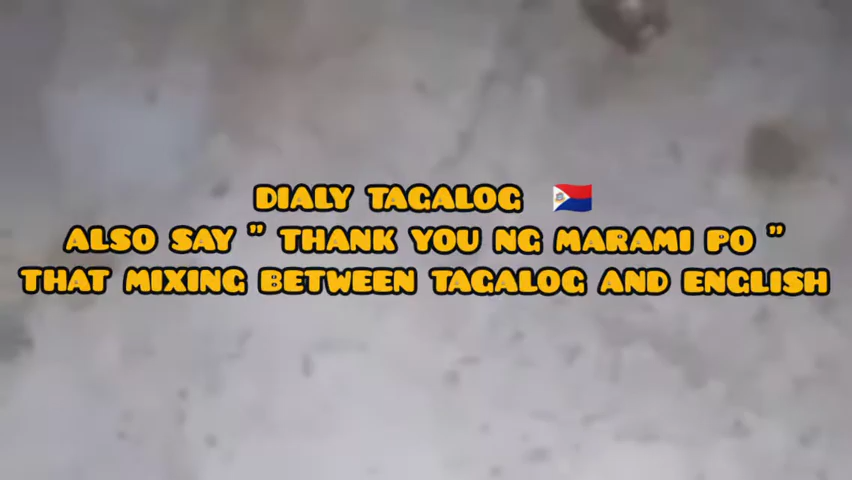 DIALY TAGALOG 🇸🇽
ALSO SAY " THANK YOU NG MARAMI PO "
THAT MIXING BETWEEN TAGALOG AND ENGLISH